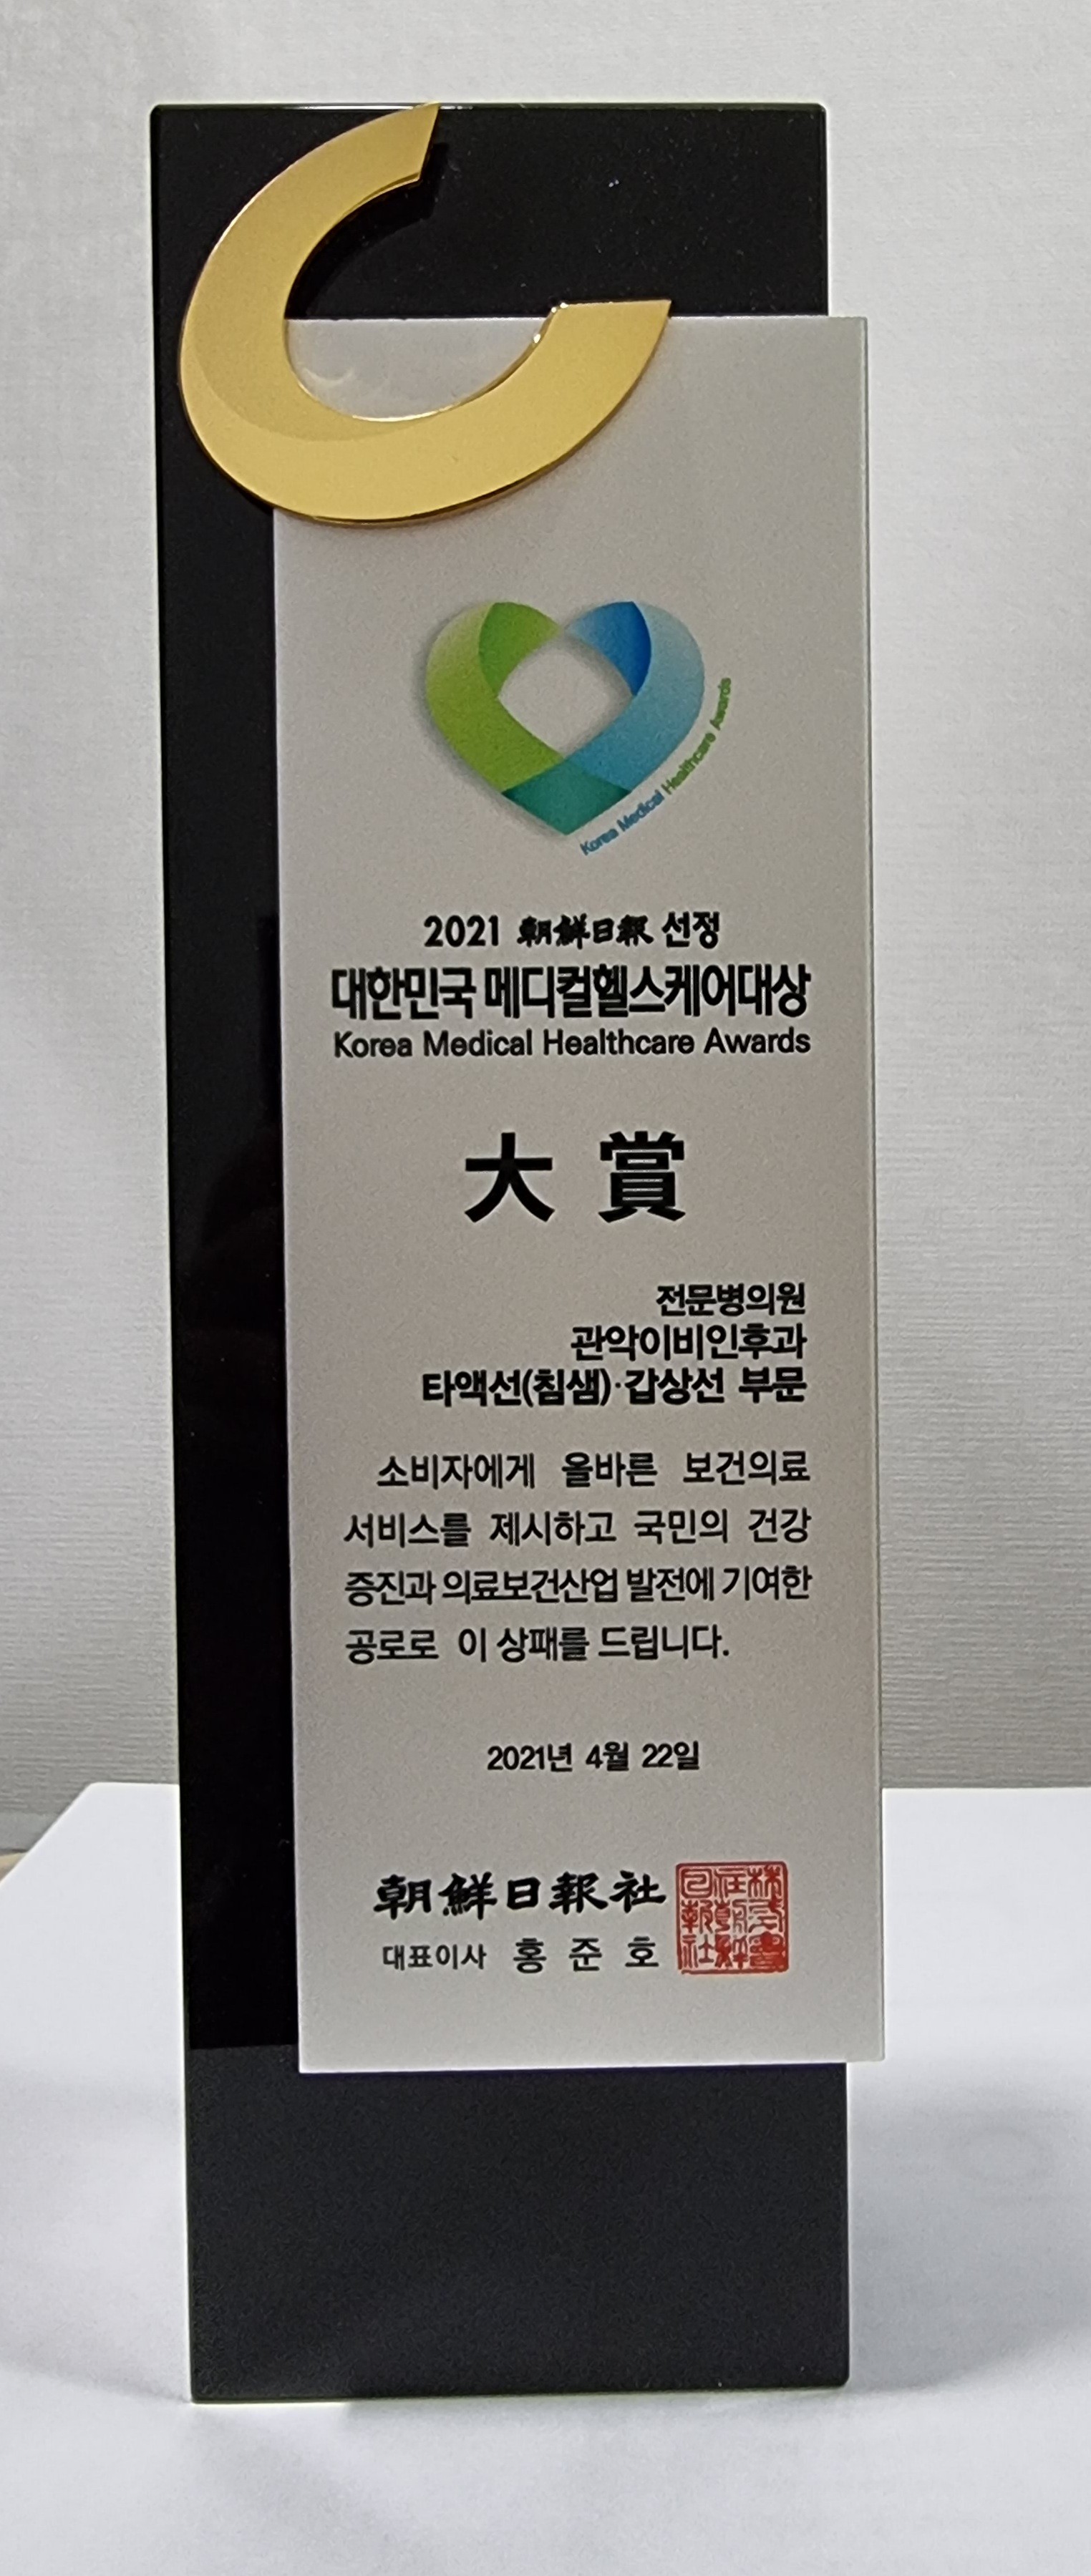 Korea Medical Healthcare Awards
2021 朝鮮日報 선정
대한민국 메디컬헬스케어대상
Korea Medical Healthcare Awards
大賞
전문병의원
관악이비인후과
타액선(침샘)·갑상선 부문
소비자에게 올바른 보건의료
서비스를 제시하고 국민의 건강
증진과 의료보건산업 발전에 기여한
공로로 이 상패를 드립니다.
2021년 4월 22일
朝鮮日報社
대표이사 홍 준 호